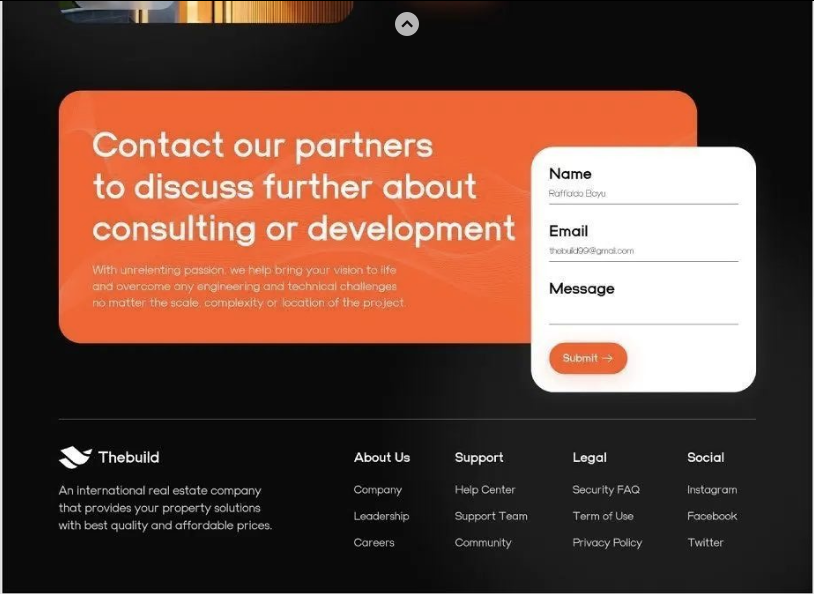 Contact our partners
to discuss further about
consulting or development
With unrelenting passion, we help bring your vision to life
and overcome any engineering and technical challenges
no matter the scale, complexity or location of the project.
Name
Raffialdo Bayu
Email
thebuild99@gmail.com
Message
Submit →
Thebuild
An international real estate company
that provides your property solutions
with best quality and affordable prices.
About Us
Company
Leadership
Careers
Support
Help Center
Support Team
Community
Legal
Security FAQ
Term of Use
Privacy Policy
Social
Instagram
Facebook
Twitter